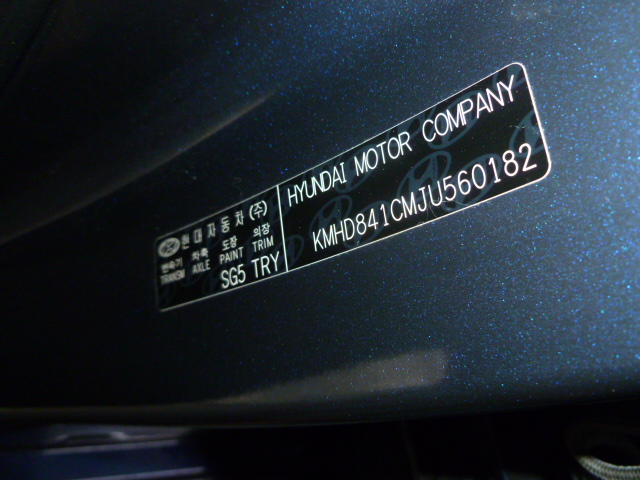 현대자동차(주)
변속기 차축 도장 의장
TRANSM AXLE PAINT TRIM
SG5 TRY
HYUNDAI MOTOR COMPANY
KMHD841CMJU560182